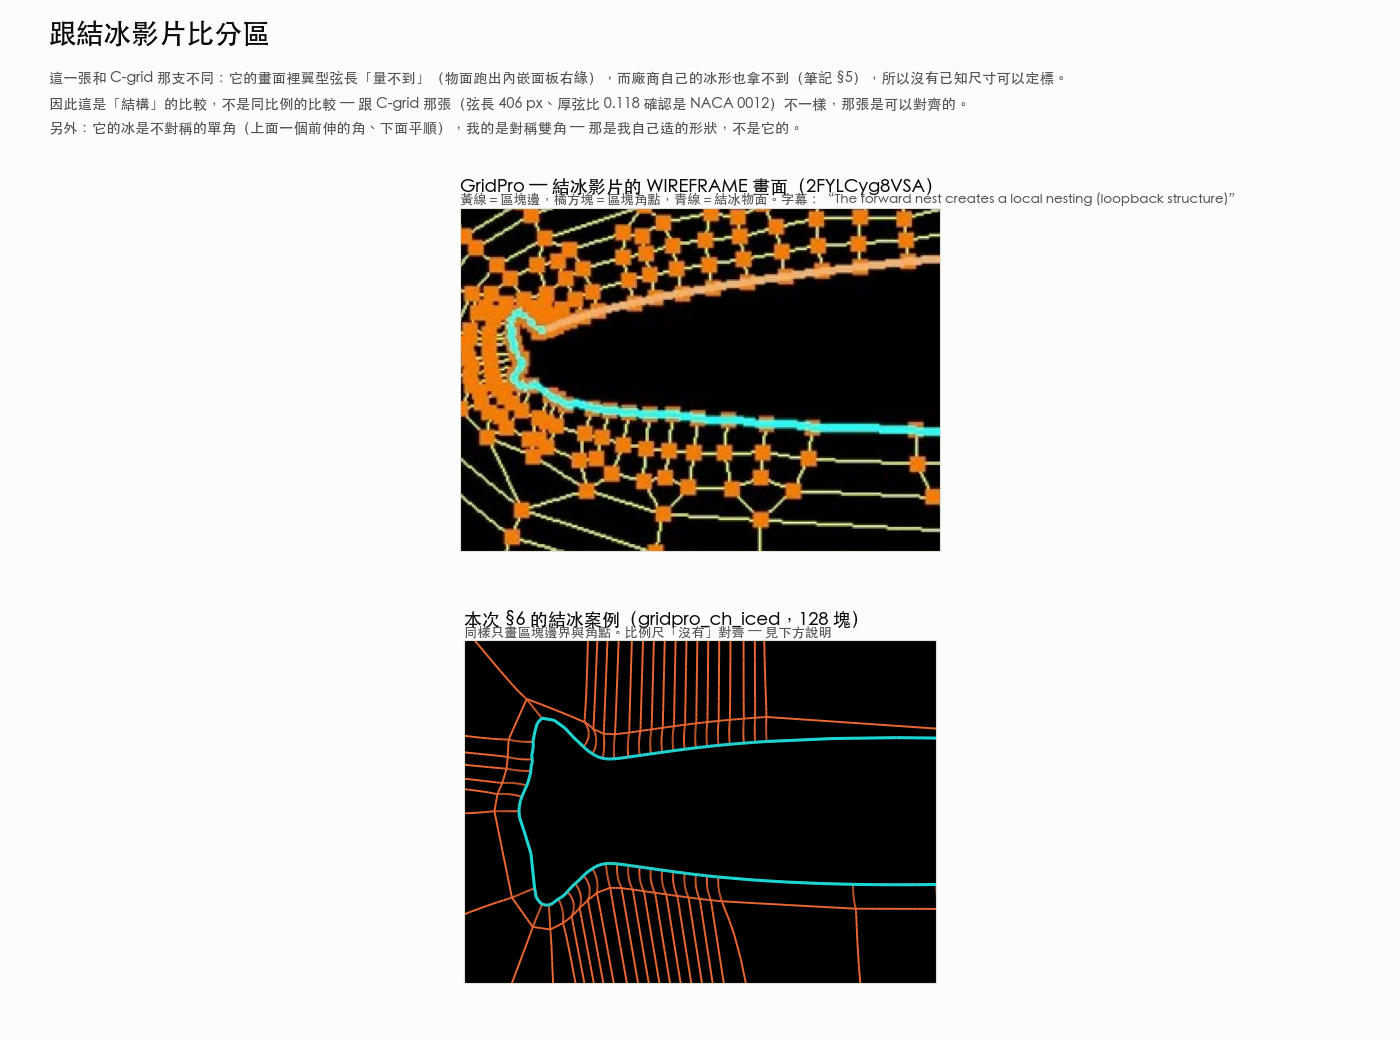 跟結冰影片比分區
這一張和 C-grid 那支不同：它的畫面裡翼型弦長「量不到」（物面跑出內嵌面板右緣），而廠商自己的冰形也拿不到（筆記 §5），所以沒有已知尺寸可以定標。
因此這是「結構」的比較，不是同比例的比較 — 跟 C-grid 那張（弦長 406 px、厚弦比 0.118 確認是 NACA 0012）不一樣，那張是可以對齊的。
另外：它的冰是不對稱的單角（上面一個前伸的角、下面平順），我的是對稱雙角 — 那是我自己造的形狀，不是它的。
GridPro — 結冰影片的 WIREFRAME 畫面（2FYLCyg8VSA）
黃線＝區塊邊，橘方塊＝區塊角點，青線＝結冰物面。字幕：“The forward nest creates a local nesting (loopback structure)”
本次 §6 的結冰案例（gridpro_ch_iced，128 塊）
同樣只畫區塊邊界與角點。比例尺「沒有」對齊 — 見下方說明